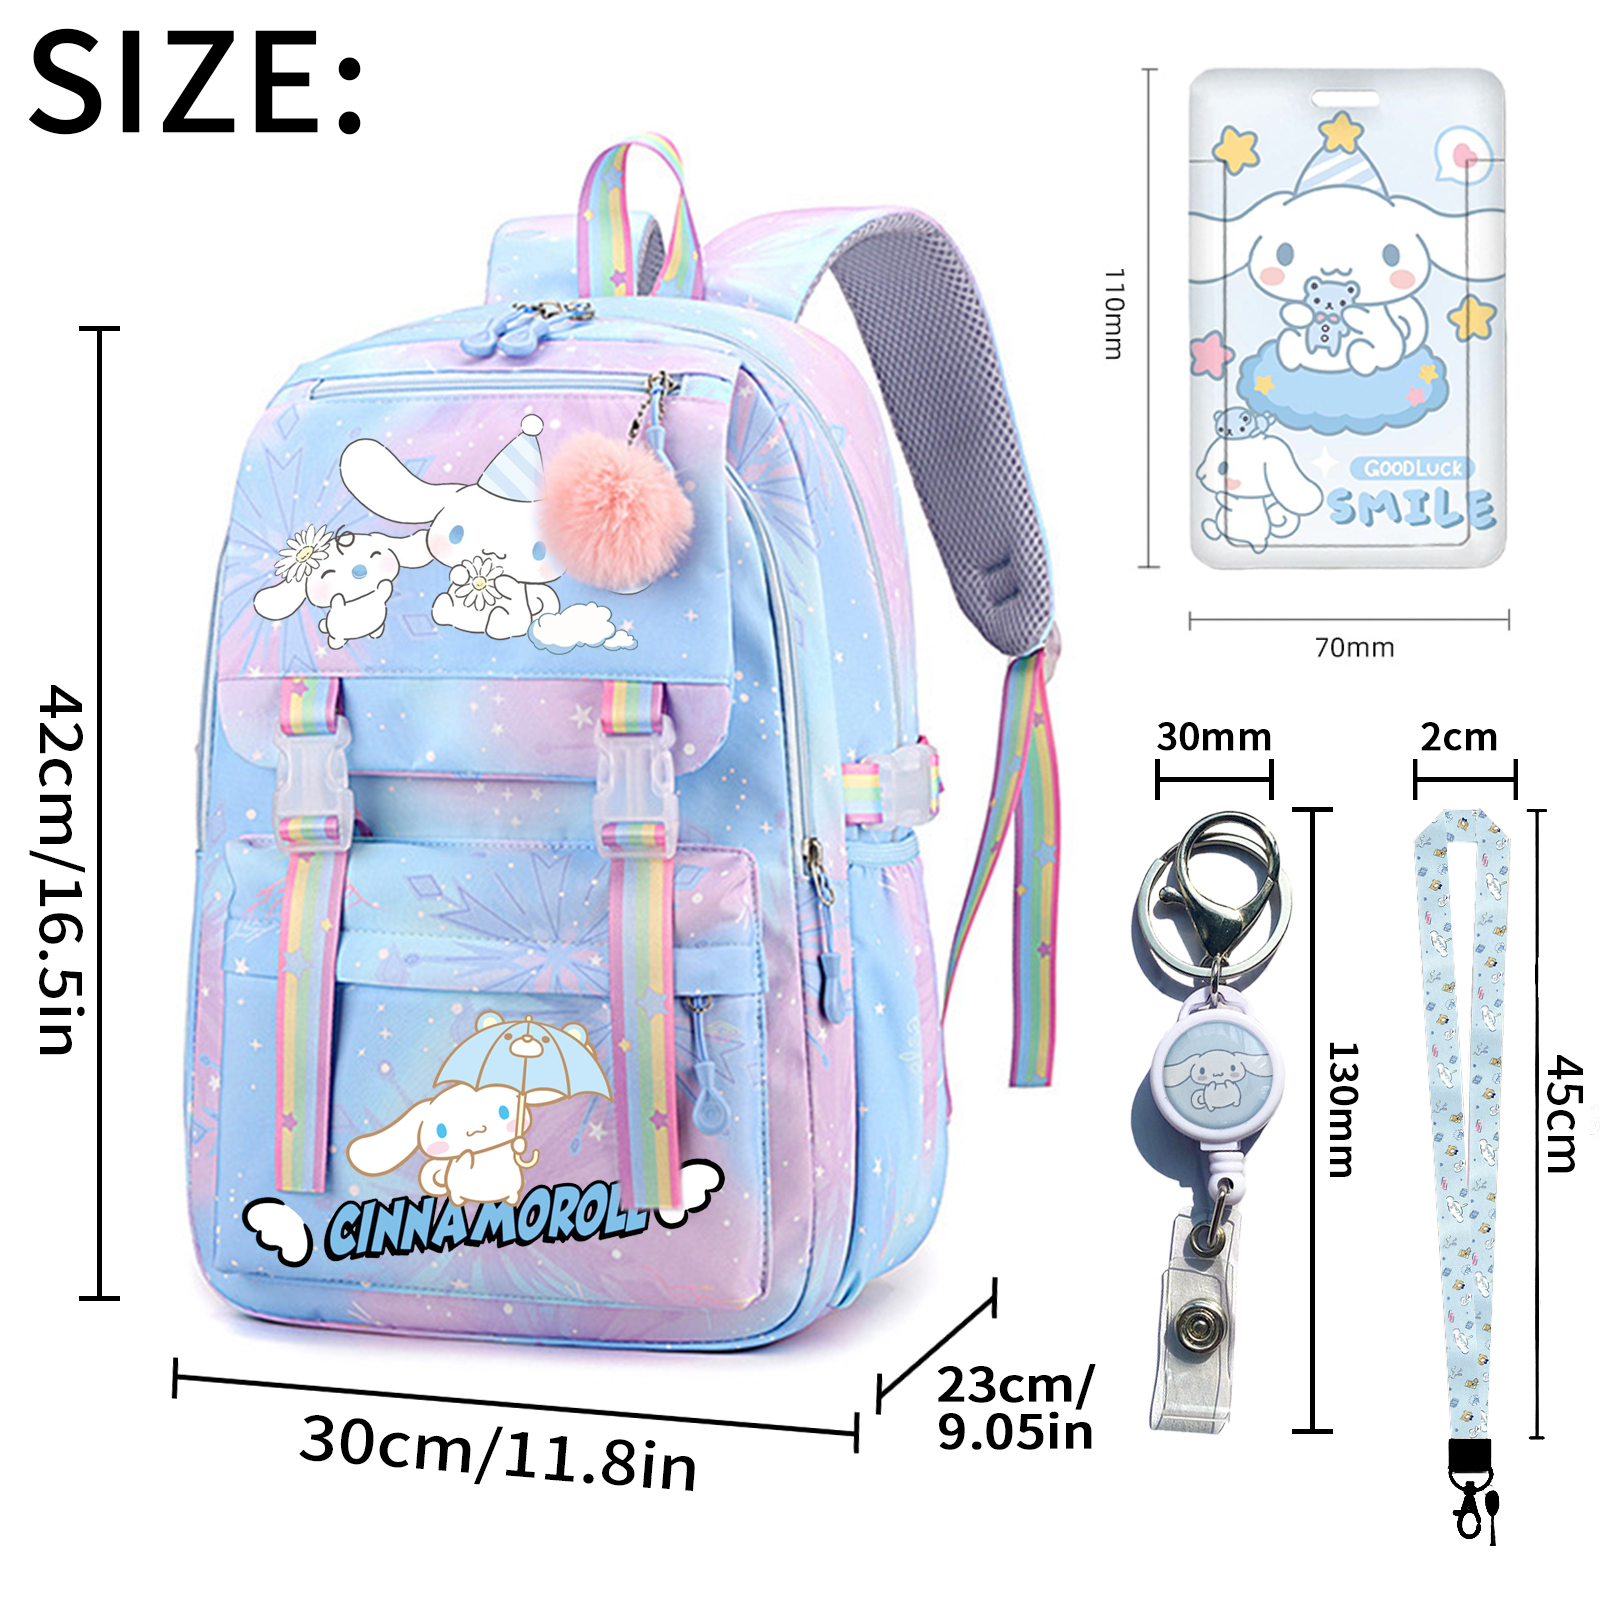 SIZE:
110mm
GOODLUCK
SMILE
70mm
42cm/16.5in
CINNAMOROLL
30cm/11.8in
23cm/
9.05in
30mm
130mm
2cm
45cm